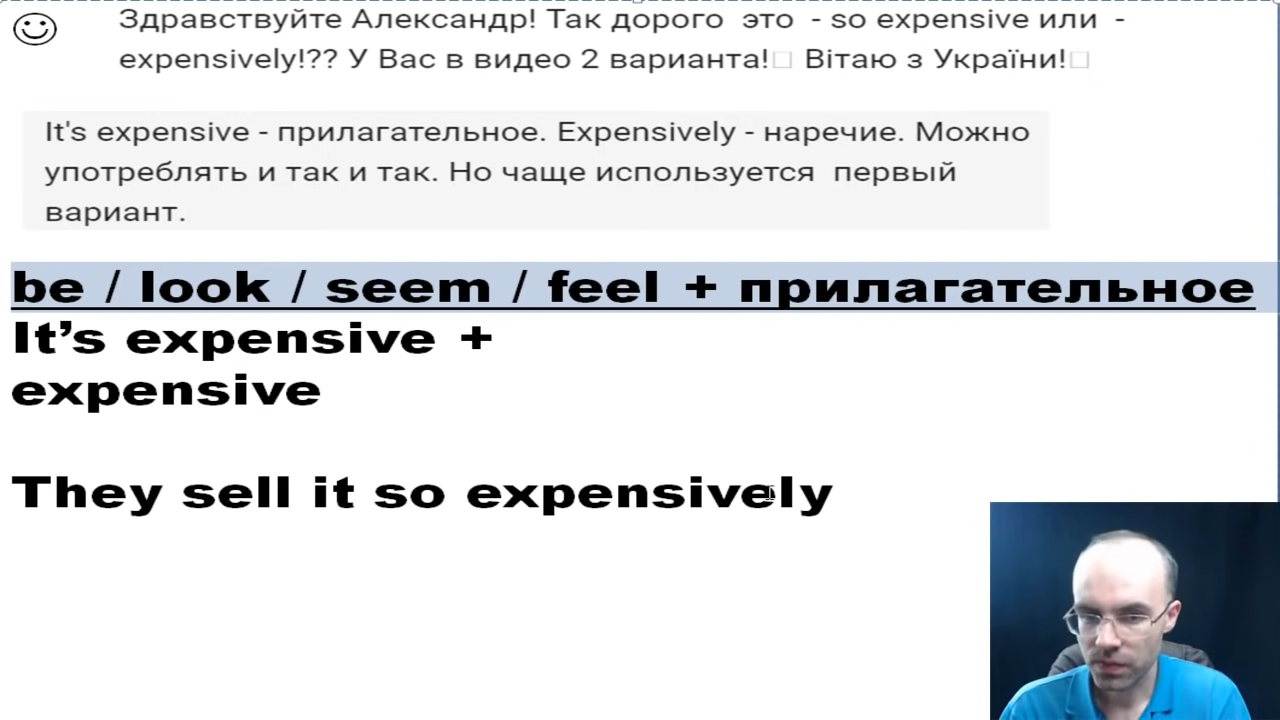 Здравствуйте Александр! Так дорого это - so expensive или -
expensively!?? У Вас в видео 2 варианта! Вітаю з України!
It's expensive - прилагательное. Expensively - наречие. Можно
употреблять и так и так. Но чаще используется первый
вариант.
be / look / seem / feel + прилагательное
It’s expensive +
expensive
They sell it so expensively